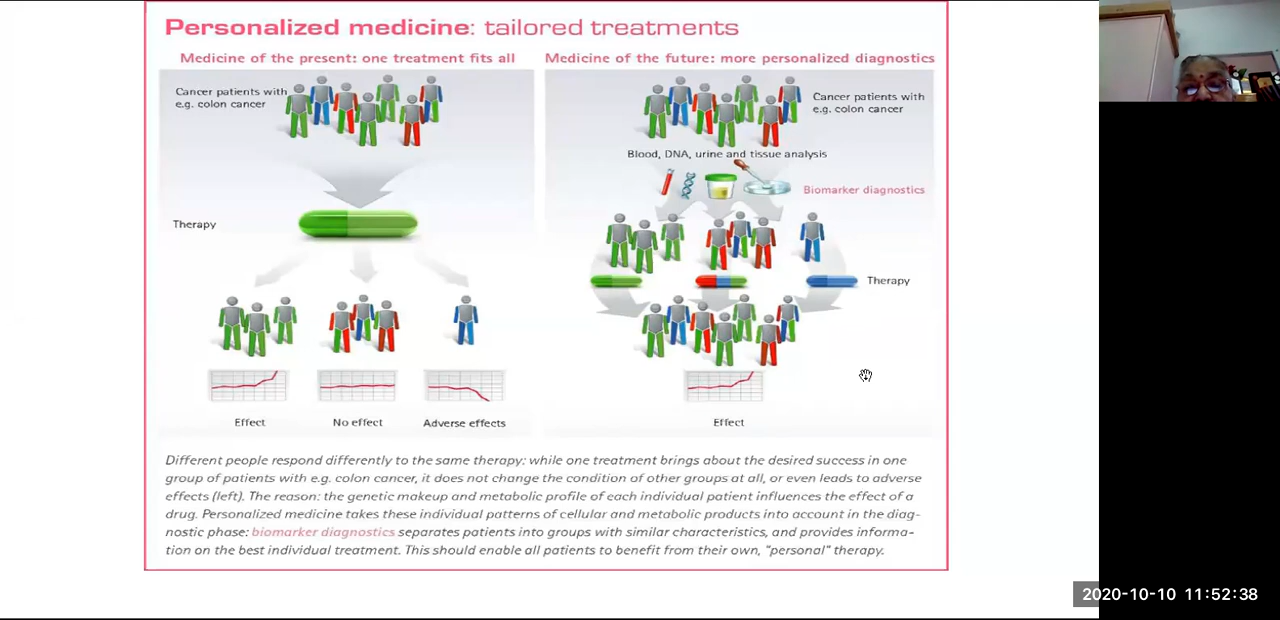 Personalized medicine: tailored treatments
Medicine of the present: one treatment fits all
Cancer patients with
e.g. colon cancer
Therapy
Effect
No effect
Adverse effects
Medicine of the future: more personalized diagnostics
Cancer patients with
e.g. colon cancer
Blood, DNA, urine and tissue analysis
Biomarker diagnostics
Therapy
Effect
Different people respond differently to the same therapy: while one treatment brings about the desired success in one
group of patients with e.g. colon cancer, it does not change the condition of other groups at all, or even leads to adverse
effects (left). The reason: the genetic makeup and metabolic profile of each individual patient influences the effect of a
drug. Personalized medicine takes these individual patterns of cellular and metabolic products into account in the diag-
nostic phase: biomarker diagnostics separates patients into groups with similar characteristics, and provides informa-
tion on the best individual treatment. This should enable all patients to benefit from their own, "personal" therapy.
2020-10-10 11:52:38